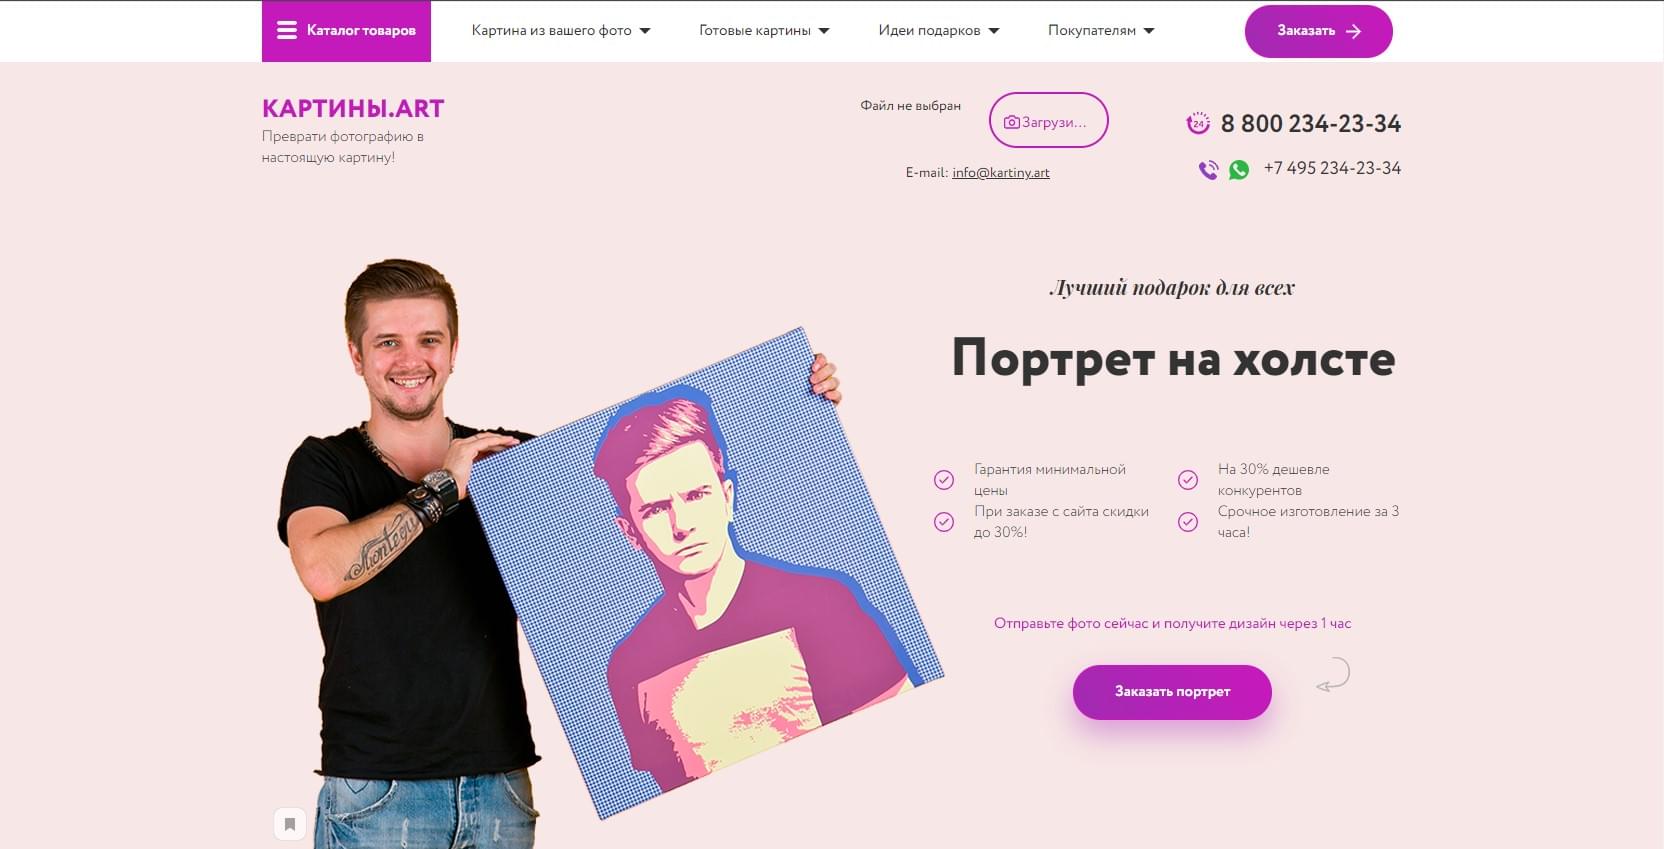 Каталог товаров
Картина из вашего фото
Готовые картины
Идеи подарков
Покупателям
Заказать
КАРТИНЫ.ART
Преврати фотографию в
настоящую картину!
Файл не выбран
Загрузи...
E-mail: info@kartiny.art
24
8 800 234-23-34
+7 495 234-23-34
Лучший подарок для всех
Портрет на холсте
Гарантия минимальной
цены
На 30% дешевле
конкурентов
При заказе с сайта скидки
до 30%!
Срочное изготовление за 3
часа!
Отправьте фото сейчас и получите дизайн через 1 час
Заказать портрет